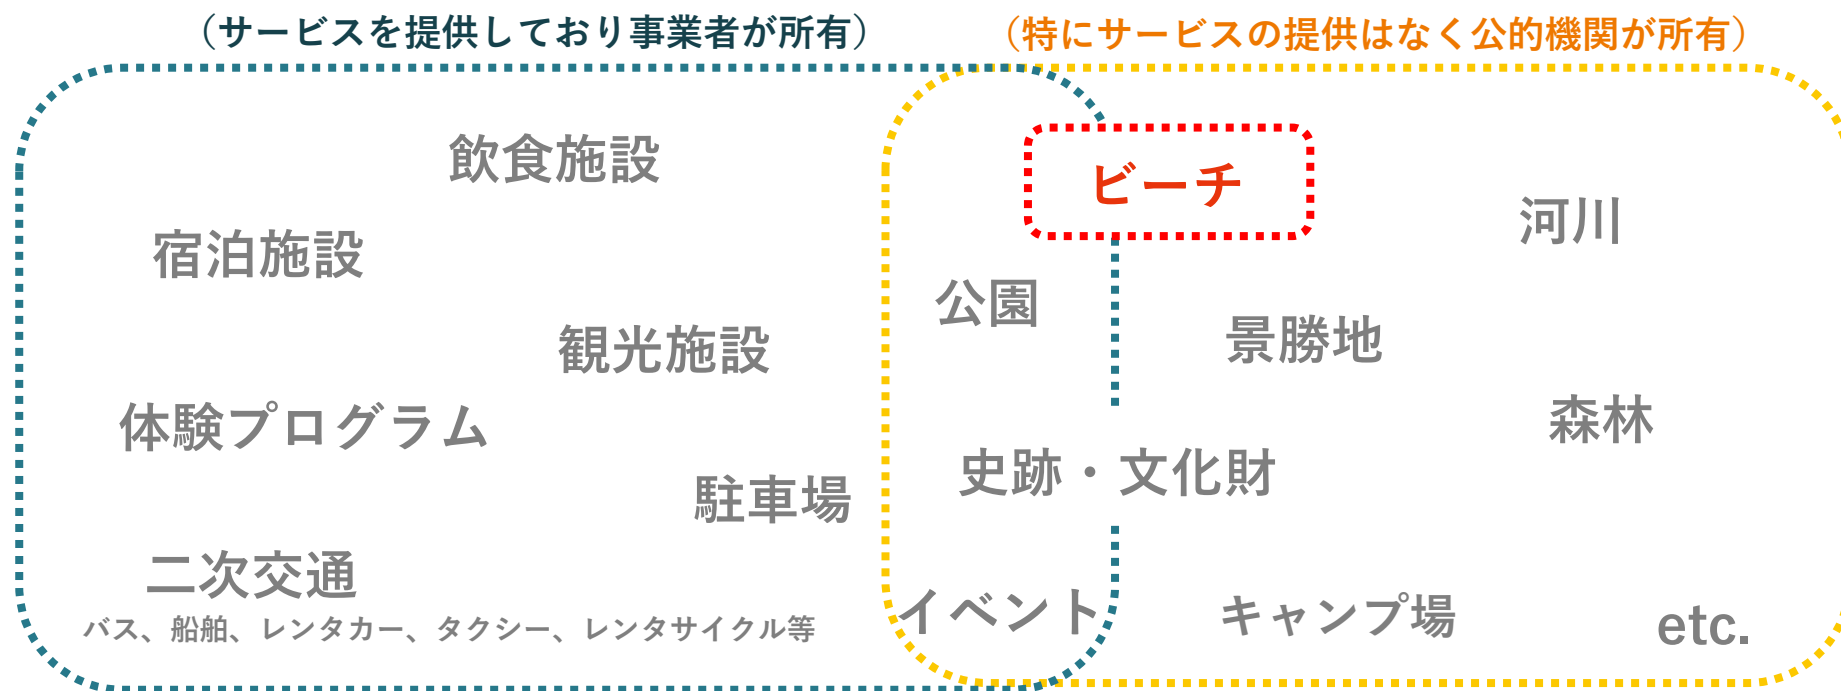 （サービスを提供しており事業者が所有）
（特にサービスの提供はなく公的機関が所有）
飲食施設
ビーチ
河川
宿泊施設
公園
景勝地
観光施設
体験プログラム
森林
史跡・文化財
駐車場
二次交通
バス、船舶、レンタカー、タクシー、レンタサイクル等
イベント
キャンプ場
etc.